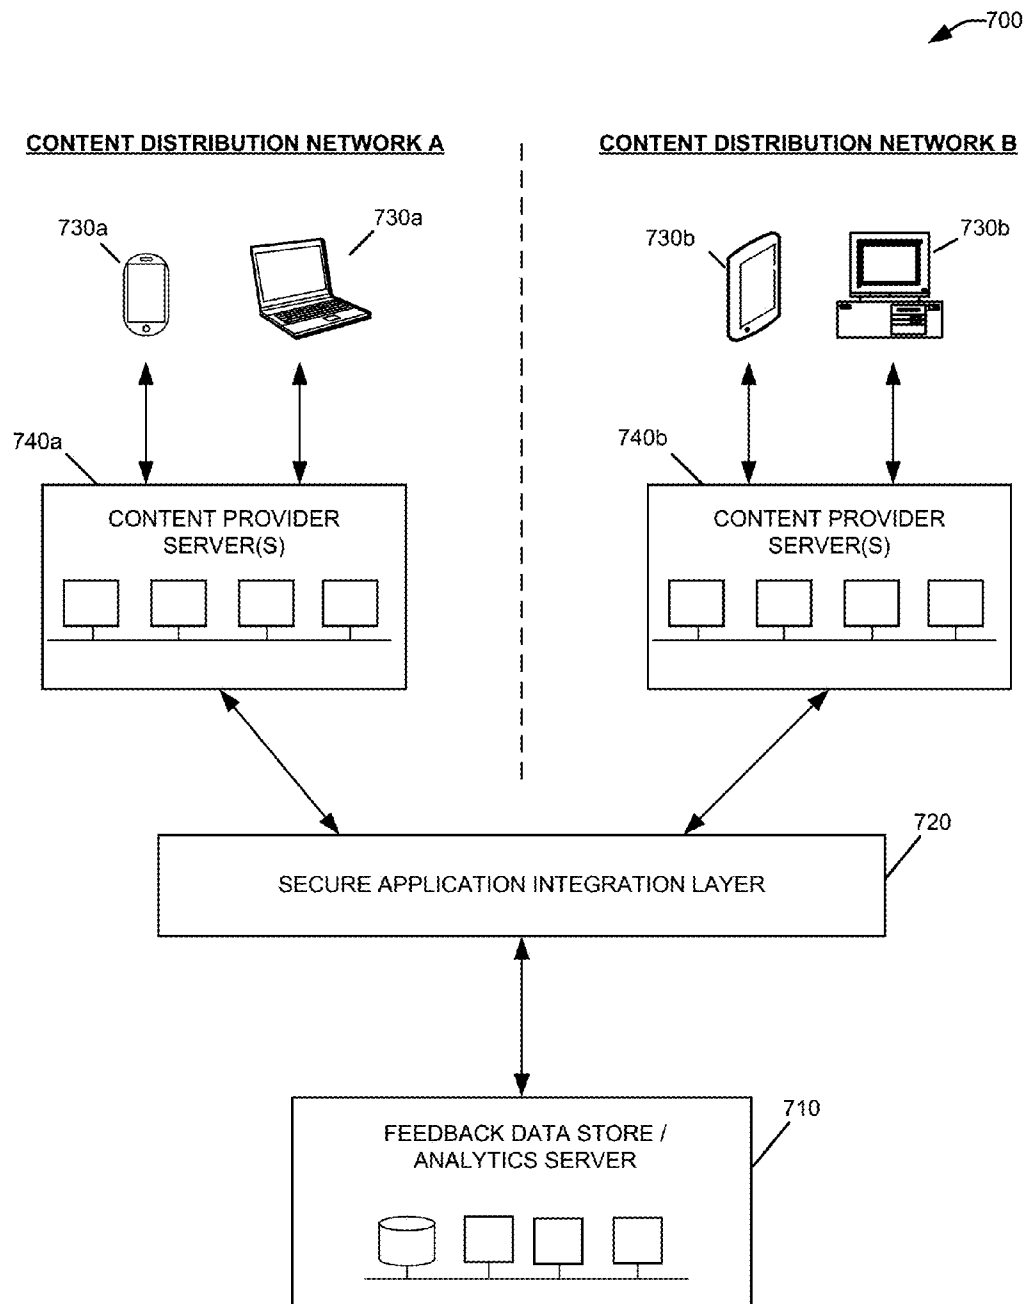 700
CONTENT DISTRIBUTION NETWORK A
CONTENT DISTRIBUTION NETWORK B
730a
730a
730b
730b
740a
740b
CONTENT PROVIDER
SERVER(S)
CONTENT PROVIDER
SERVER(S)
720
SECURE APPLICATION INTEGRATION LAYER
710
FEEDBACK DATA STORE /
ANALYTICS SERVER